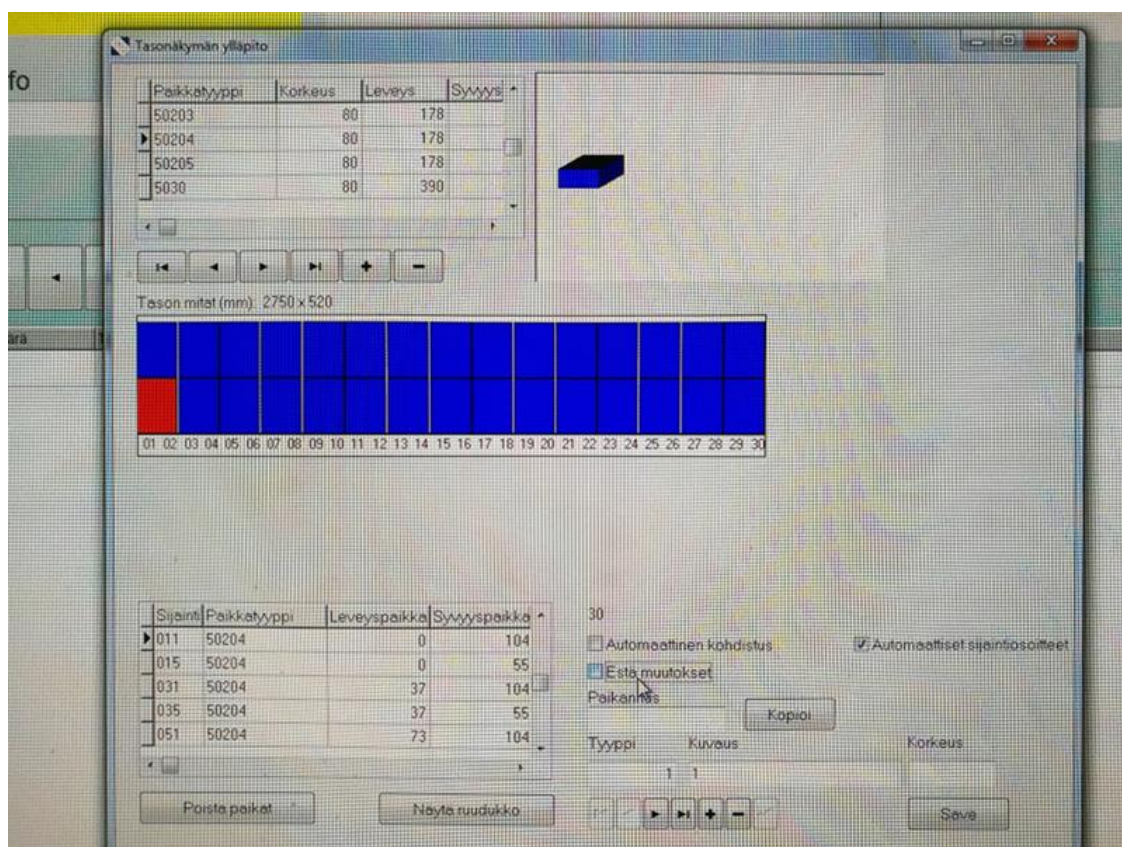 Tasonäkymän ylläpito
fo
Paikkatyyppi Korkeus Leveys Syvyys
50203 80 178
50204 80 178
50205 80 178
5030 80 390
Tason mitat (mm): 2750 x 520
ärä
01 02 03 04 05 06 07 08 09 10 11 12 13 14 15 16 17 18 19 20 21 22 23 24 25 26 27 28 29 30
Sijainti Paikkatyyppi Leveyspaikka Syvyyspaikka
011 50204 0 104
015 50204 0 55
031 50204 37 104
035 50204 37 55
051 50204 73 104
30
Automaattinen kohdistus Automaattiset sijaintiosoitteet
Estä muutokset
Paikannus
Kopioi
Tyyppi Kuvaus Korkeus
1 1
Poista paikat Näytä ruudukko Save